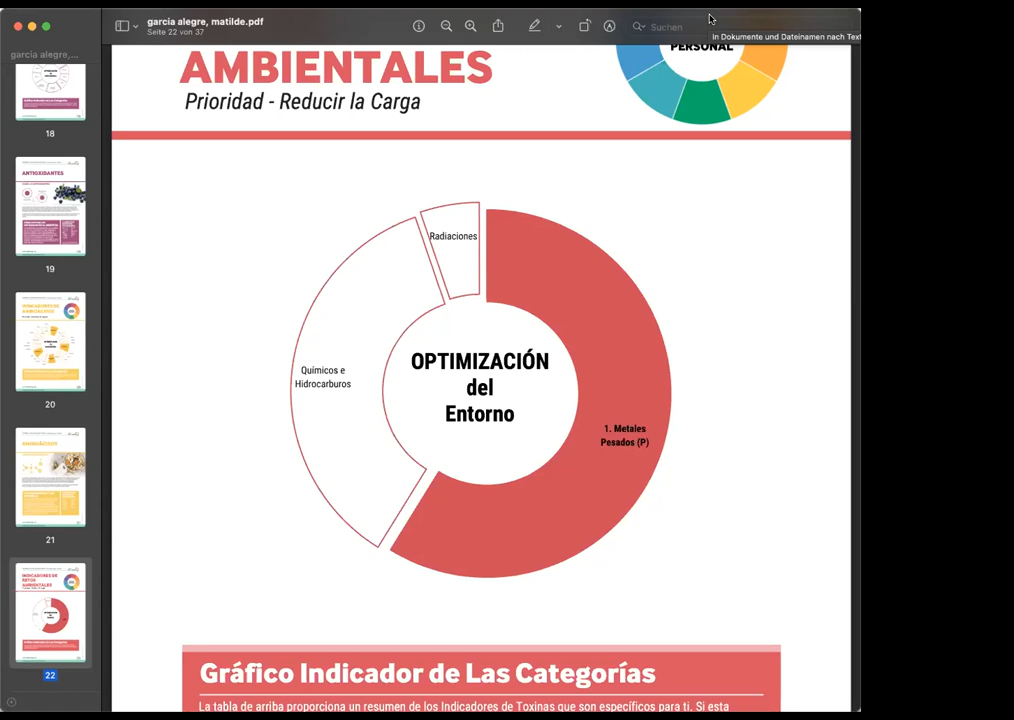 garcia alegre, matilde.pdf
Seite 22 von 37
Suchen
In Dokumente und Dateinamen nach Text
garcia alegre,...
18
ANTIOXIDANTES
19
20
21
22
AMBIENTALES
Prioridad - Reducir la Carga
PERSONAL
Radiaciones
Químicos e
Hidrocarburos
OPTIMIZACIÓN
del
Entorno
1. Metales
Pesados (P)
Gráfico Indicador de Las Categorías
La tabla de arriba proporciona un resumen de los Indicadores de Toxinas que son específicos para ti. Si esta